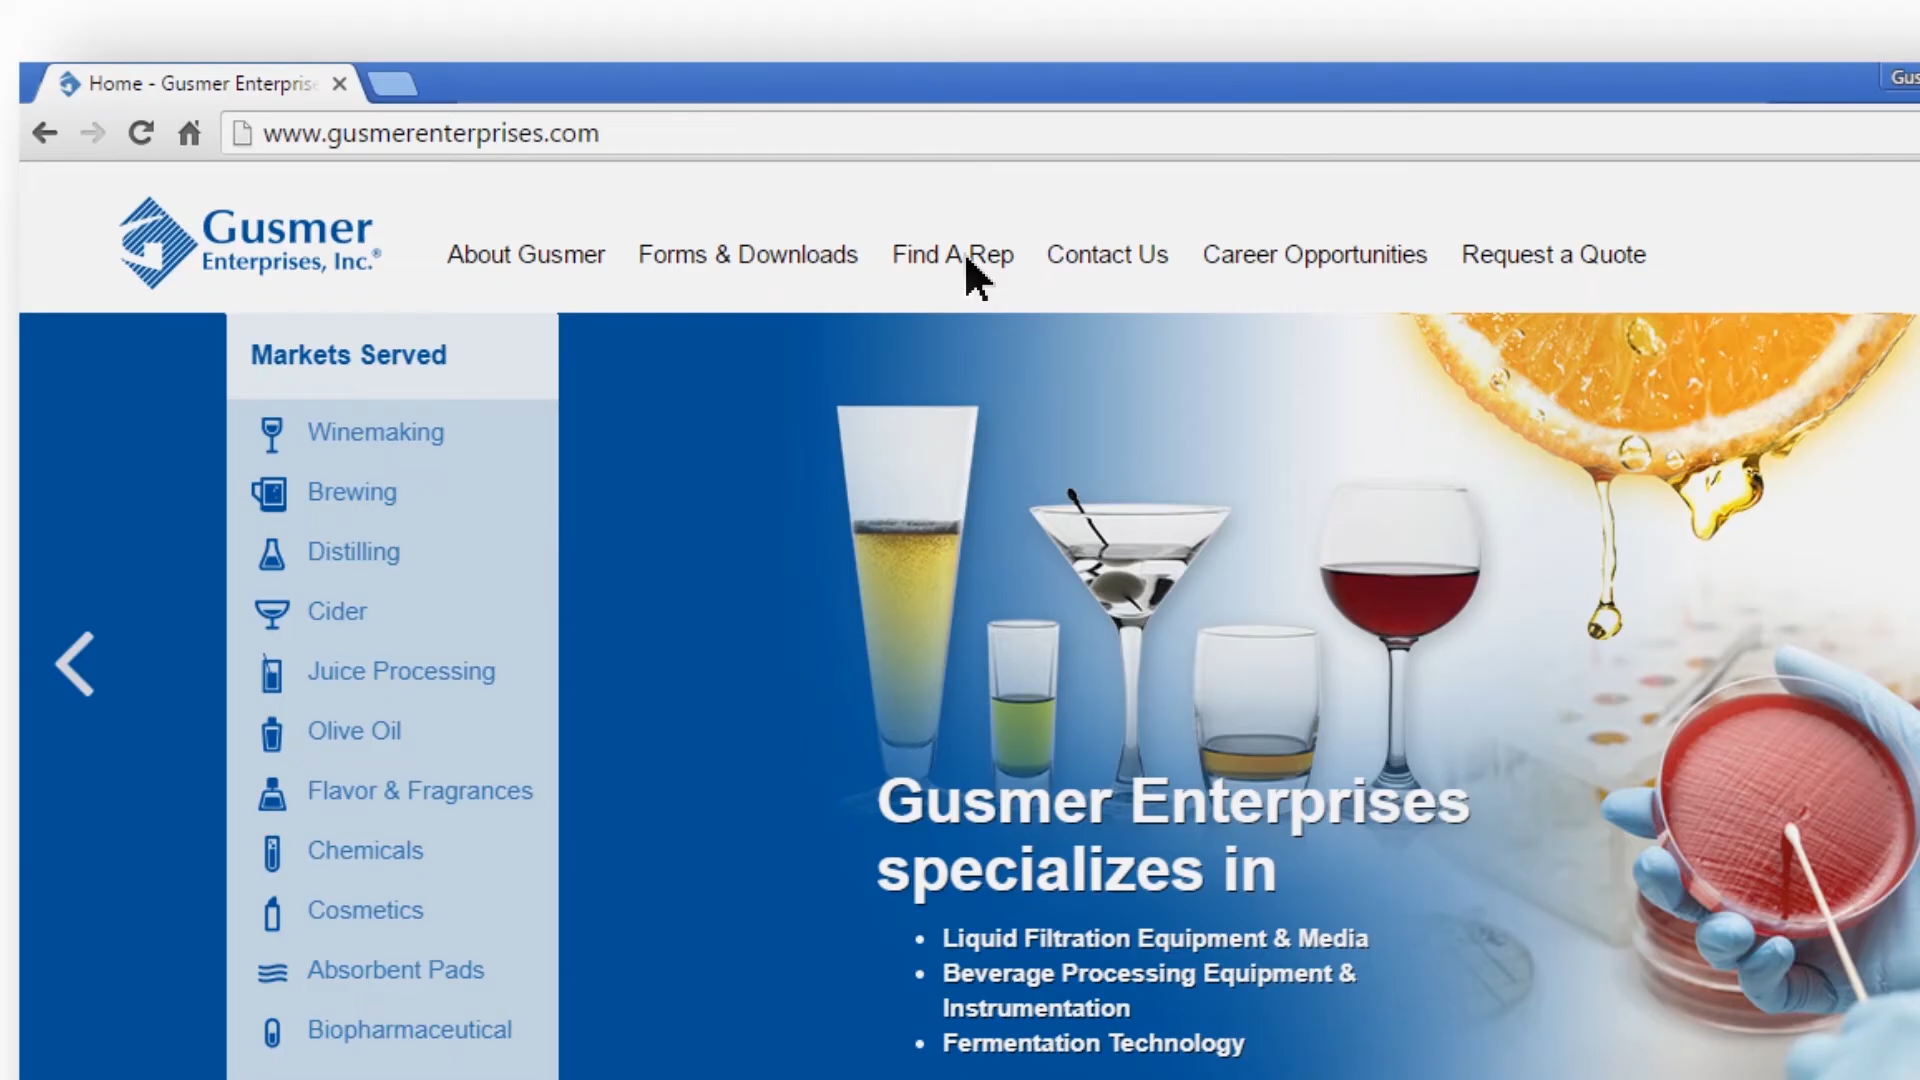 Home - Gusmer Enterprise
Gus
www.gusmerenterprises.com
Gusmer
Enterprises, Inc.®
About Gusmer
Forms & Downloads
Find A Rep
Contact Us
Career Opportunities
Request a Quote
Markets Served
Winemaking
Brewing
Distilling
Cider
Juice Processing
Olive Oil
Flavor & Fragrances
Chemicals
Cosmetics
Absorbent Pads
Biopharmaceutical
Gusmer Enterprises
specializes in
• Liquid Filtration Equipment & Media
• Beverage Processing Equipment &
Instrumentation
• Fermentation Technology